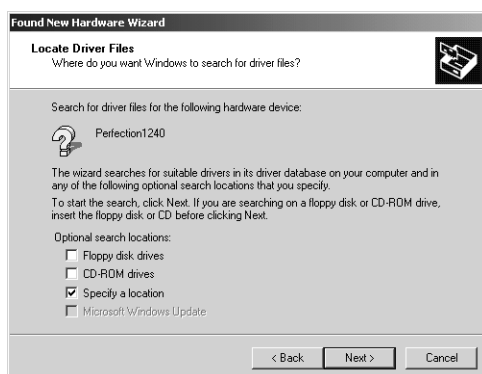 Found New Hardware Wizard
Locate Driver Files
Where do you want Windows to search for driver files?
Search for driver files for the following hardware device:
Perfection1240
The wizard searches for suitable drivers in its driver database on your computer and in
any of the following optional search locations that you specify.
To start the search, click Next. If you are searching on a floppy disk or CD-ROM drive,
insert the floppy disk or CD before clicking Next.
Optional search locations:
Floppy disk drives
CD-ROM drives
Specify a location
Microsoft Windows Update
< Back Next > Cancel